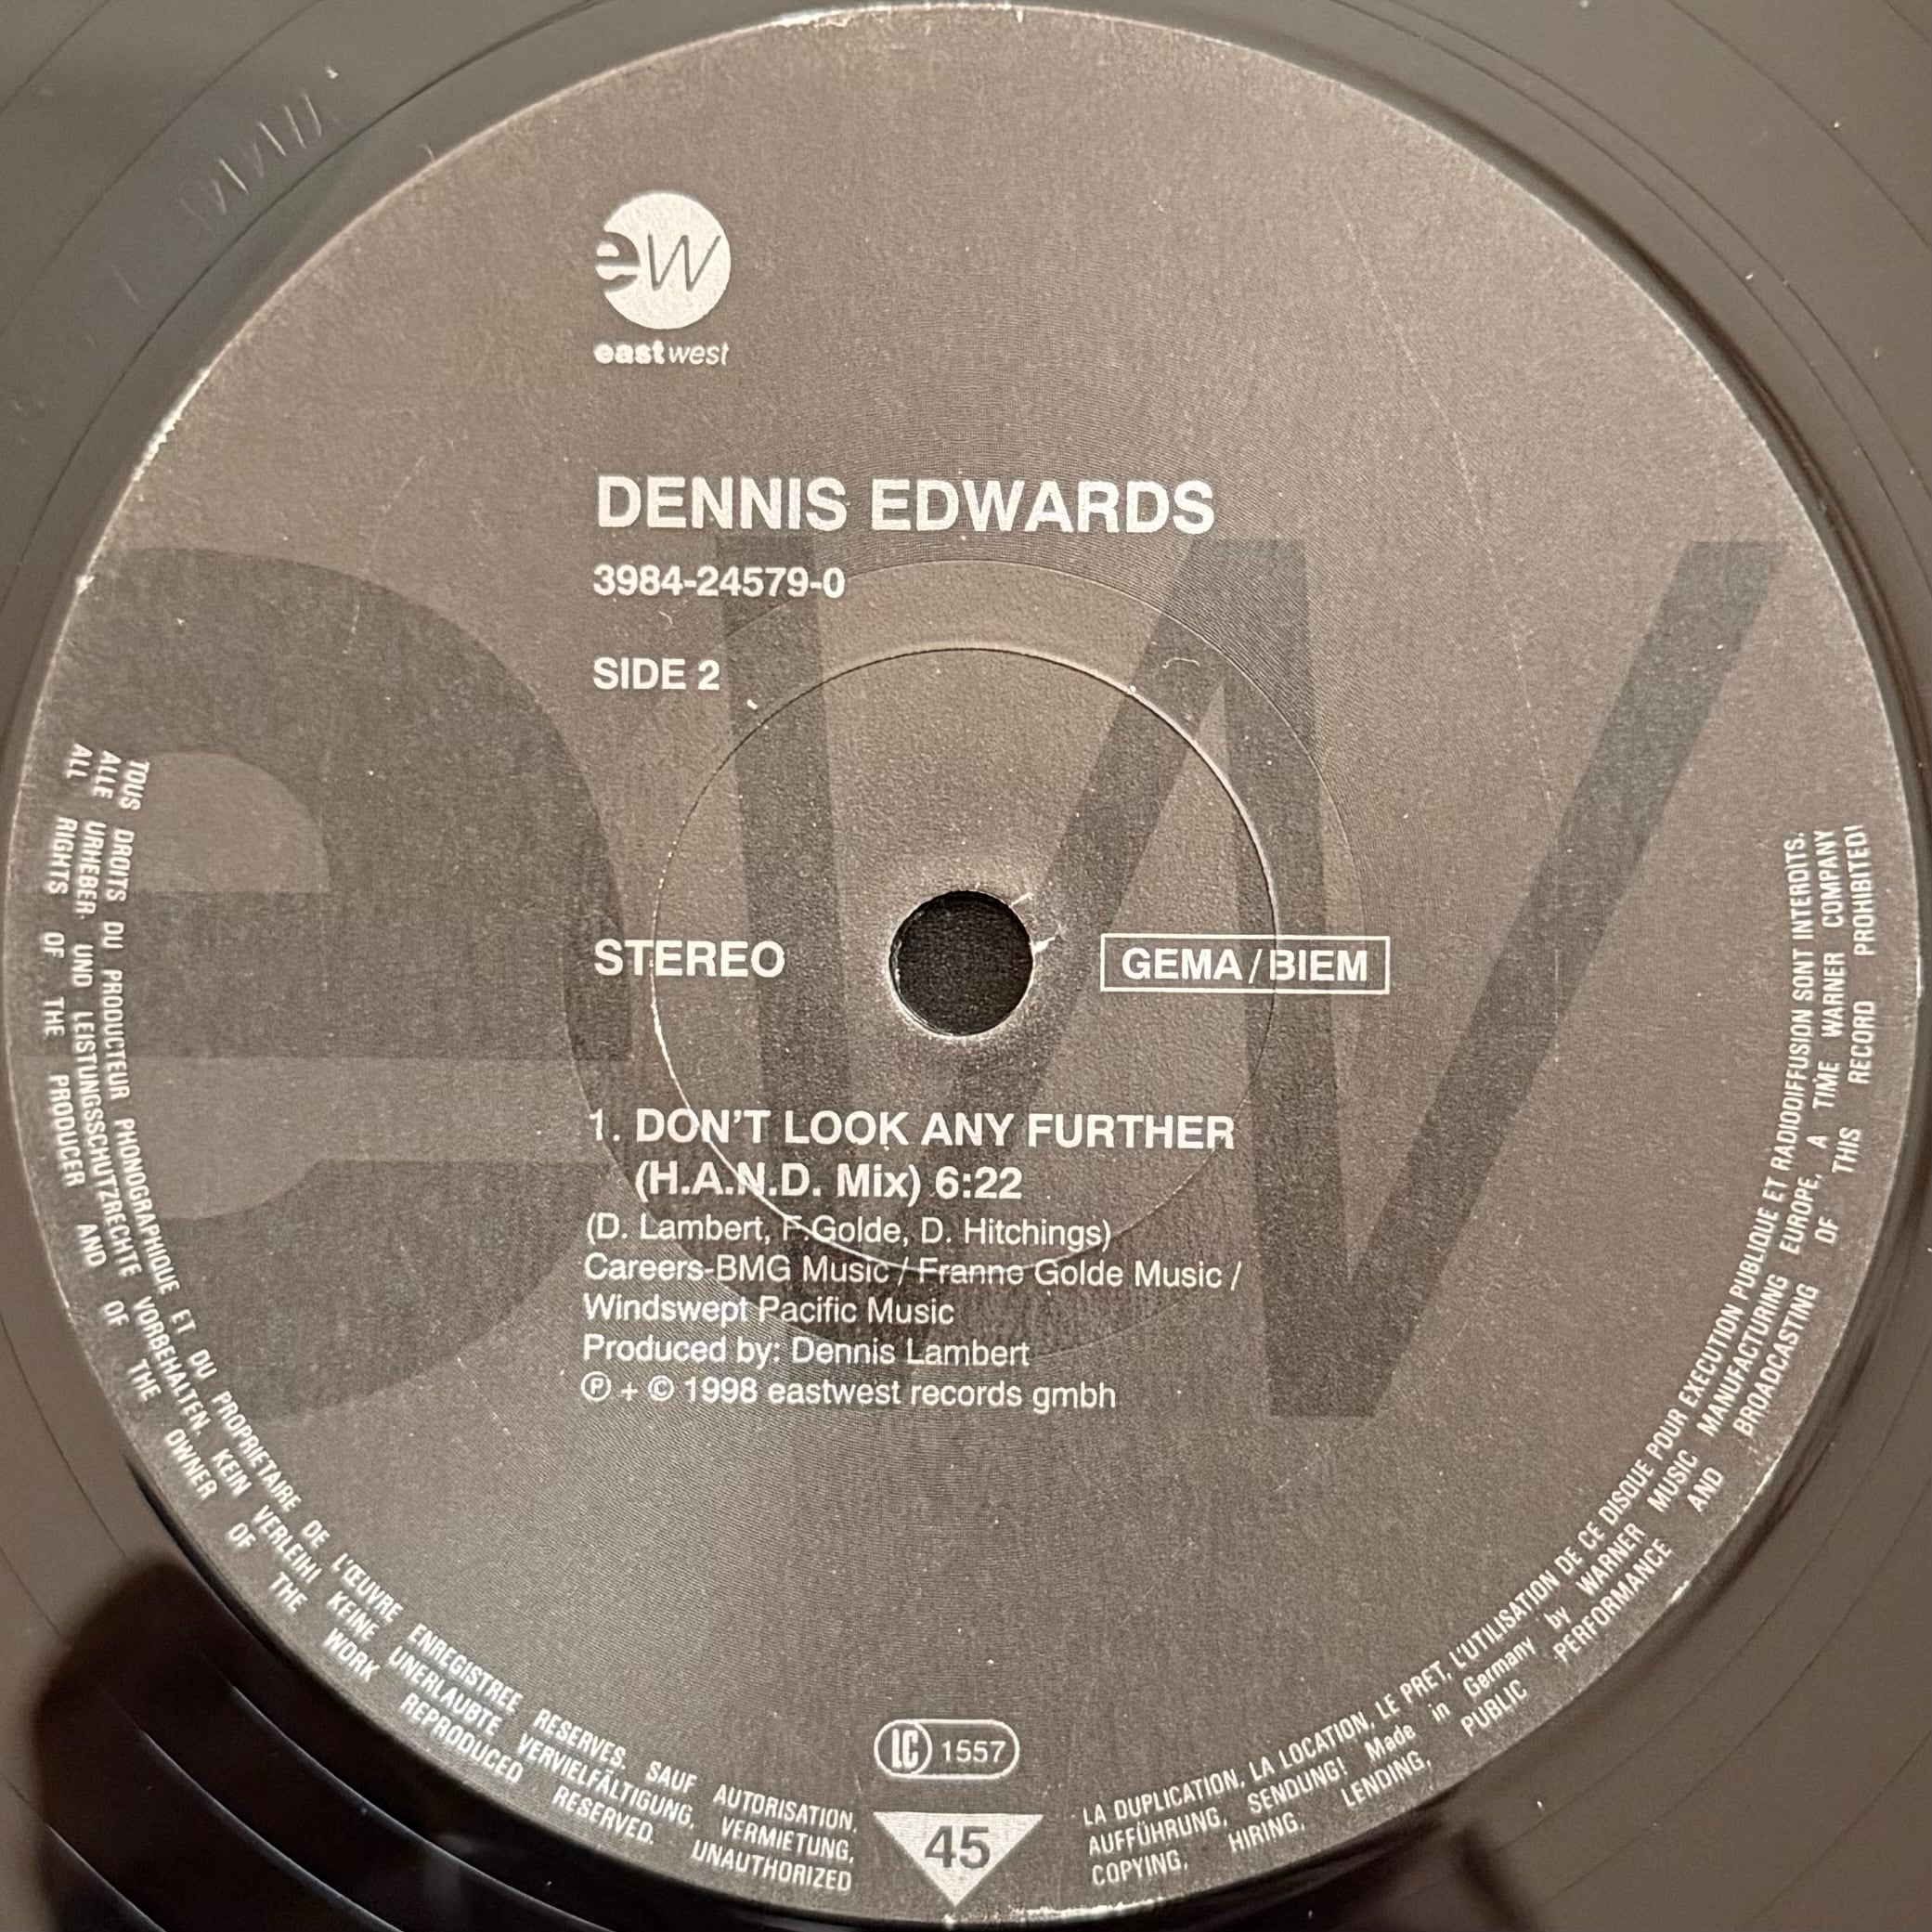 ew
eastwest
DENNIS EDWARDS
3984-24579-0
SIDE 2
STEREO
GEMA/BIEM
1. DON'T LOOK ANY FURTHER
(H.A.N.D. Mix) 6:22
(D. Lambert, F.Golde, D. Hitchings)
Careers-BMG Music / Franne Golde Music /
Windswept Pacific Music
Produced by: Dennis Lambert
Ⓟ + © 1998 eastwest records gmbh
LC 1557
45
TOUS DROITS DU PRODUCTEUR PHONOGRAPHIQUE ET DU PROPRIETAIRE DE L'ŒUVRE ENREGISTREE RESERVES. SAUF AUTORISATION, LA DUPLICATION, LA LOCATION, LE PRET, L'UTILISATION DE CE DISQUE POUR EXECUTION PUBLIQUE ET RADIODIFFUSION SONT INTERDITS.
ALLE URHEBER- UND LEISTUNGSSCHUTZRECHTE VORBEHALTEN. KEIN VERLEIH! KEINE UNERLAUBTE VERVIELFÄLTIGUNG, VERMIETUNG, AUFFÜHRUNG, SENDUNG! Made in Germany by WARNER MUSIC MANUFACTURING EUROPE, A TIME WARNER COMPANY
ALL RIGHTS OF THE PRODUCER AND OF THE OWNER OF THE WORK REPRODUCED RESERVED. UNAUTHORIZED COPYING, HIRING, LENDING, PUBLIC PERFORMANCE AND BROADCASTING OF THIS RECORD PROHIBITED!
ew